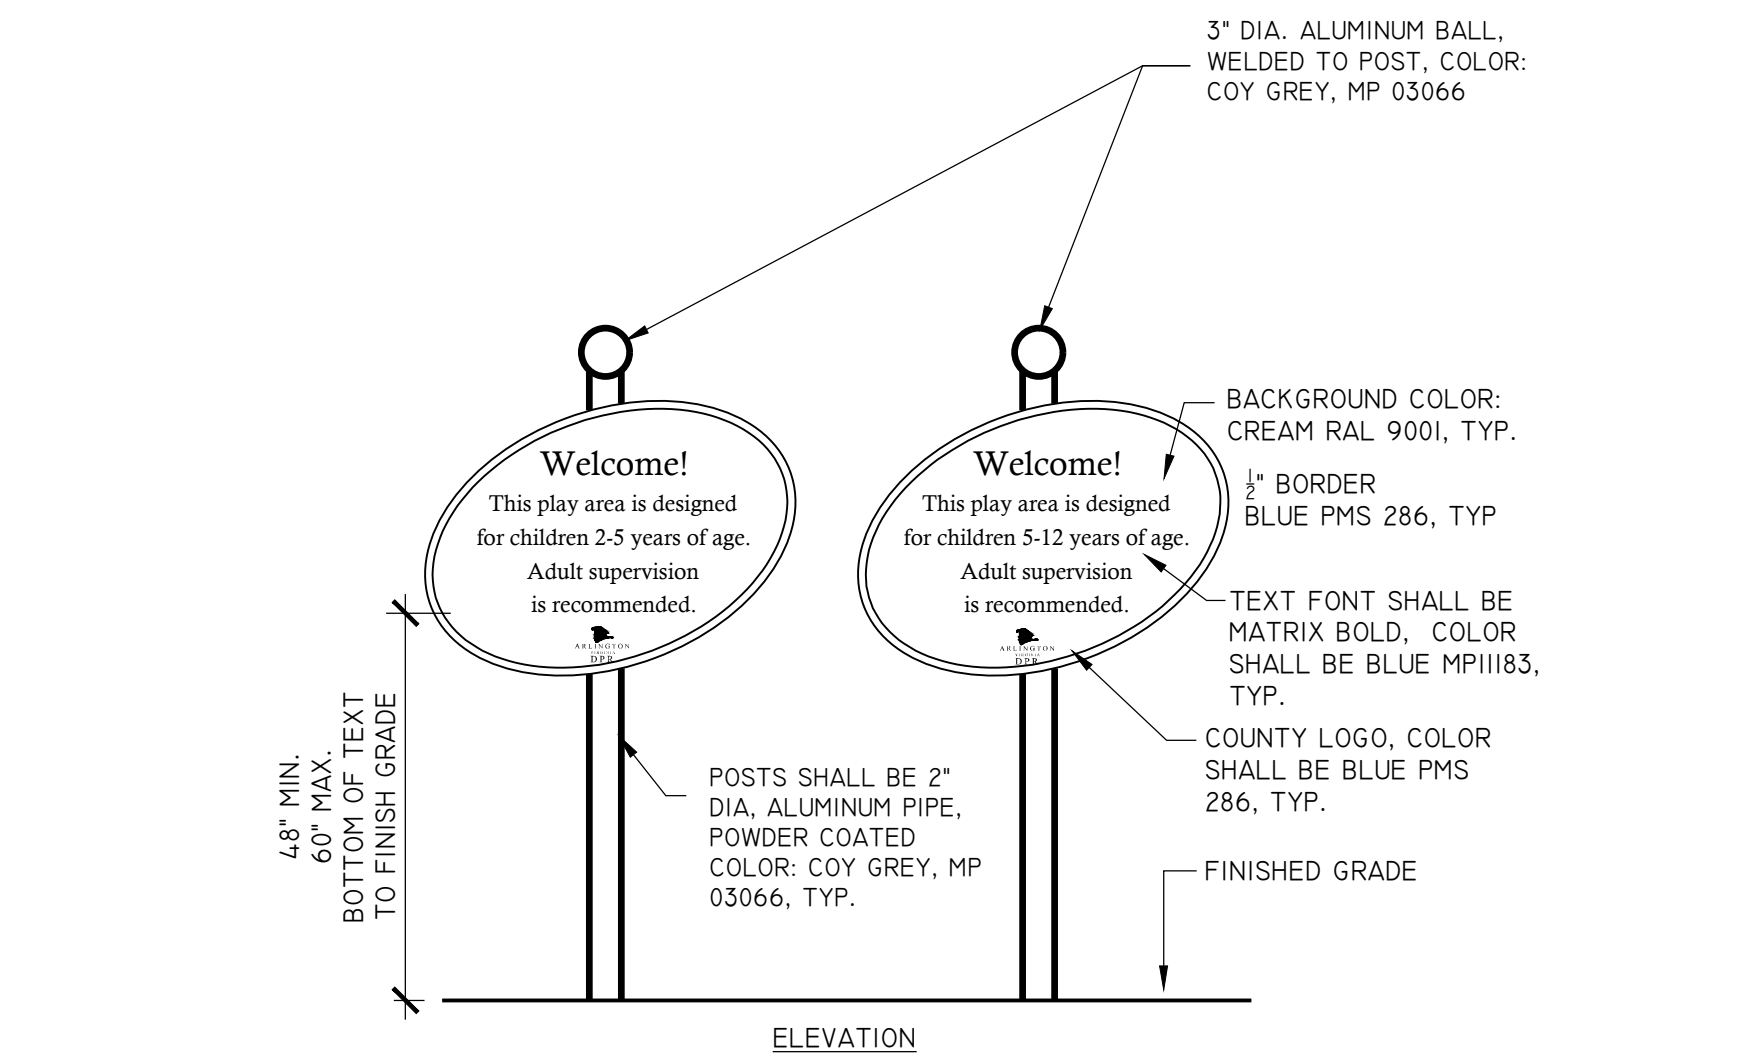 3" DIA. ALUMINUM BALL,
WELDED TO POST, COLOR:
COY GREY, MP 03066
BACKGROUND COLOR:
CREAM RAL 9001, TYP.
½" BORDER
BLUE PMS 286, TYP
Welcome!
This play area is designed
for children 2-5 years of age.
Adult supervision
is recommended.
ARLINGTON
VIRGINIA
DPR
Welcome!
This play area is designed
for children 5-12 years of age.
Adult supervision
is recommended.
ARLINGTON
VIRGINIA
DPR
TEXT FONT SHALL BE
MATRIX BOLD, COLOR
SHALL BE BLUE MP11183,
TYP.
COUNTY LOGO, COLOR
SHALL BE BLUE PMS
286, TYP.
48" MIN.
60" MAX.
BOTTOM OF TEXT
TO FINISH GRADE
POSTS SHALL BE 2"
DIA, ALUMINUM PIPE,
POWDER COATED
COLOR: COY GREY, MP
03066, TYP.
FINISHED GRADE
ELEVATION